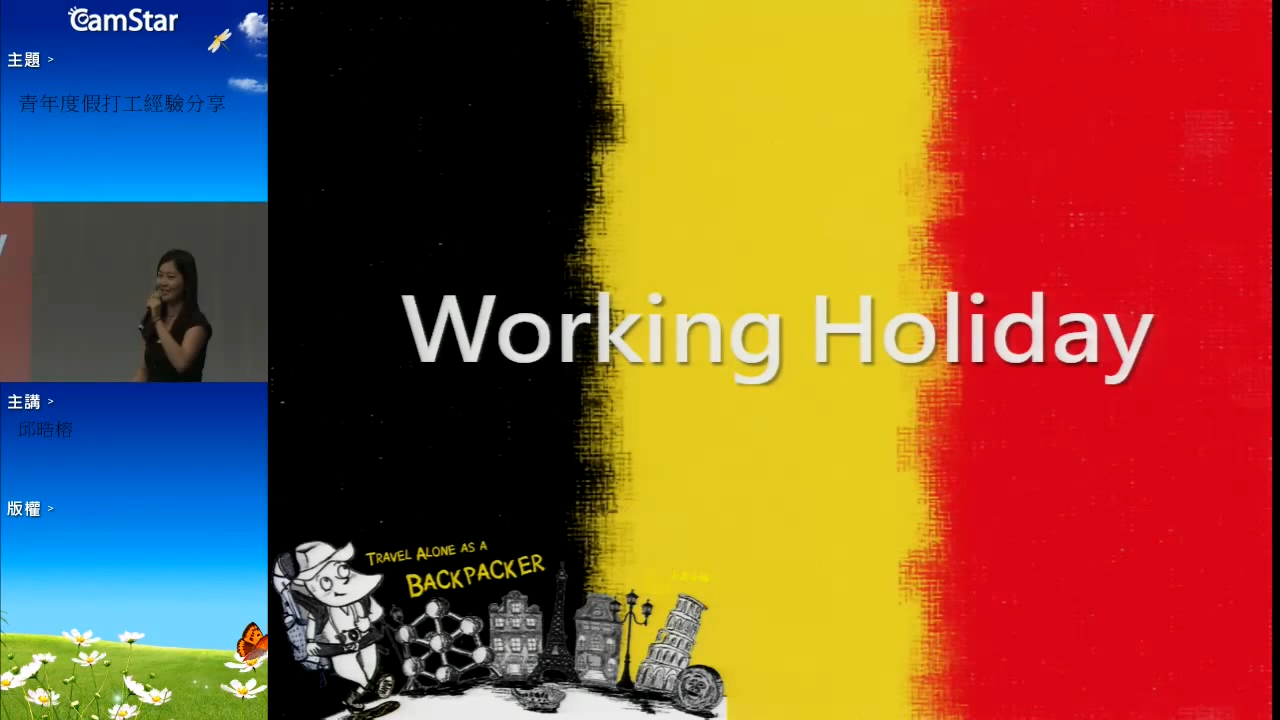 CamStar
主題 >
青年度假打工經驗分享
主講 >
邱晧榕
版權 >
Working Holiday
TRAVEL ALONE AS A
BACKPACKER